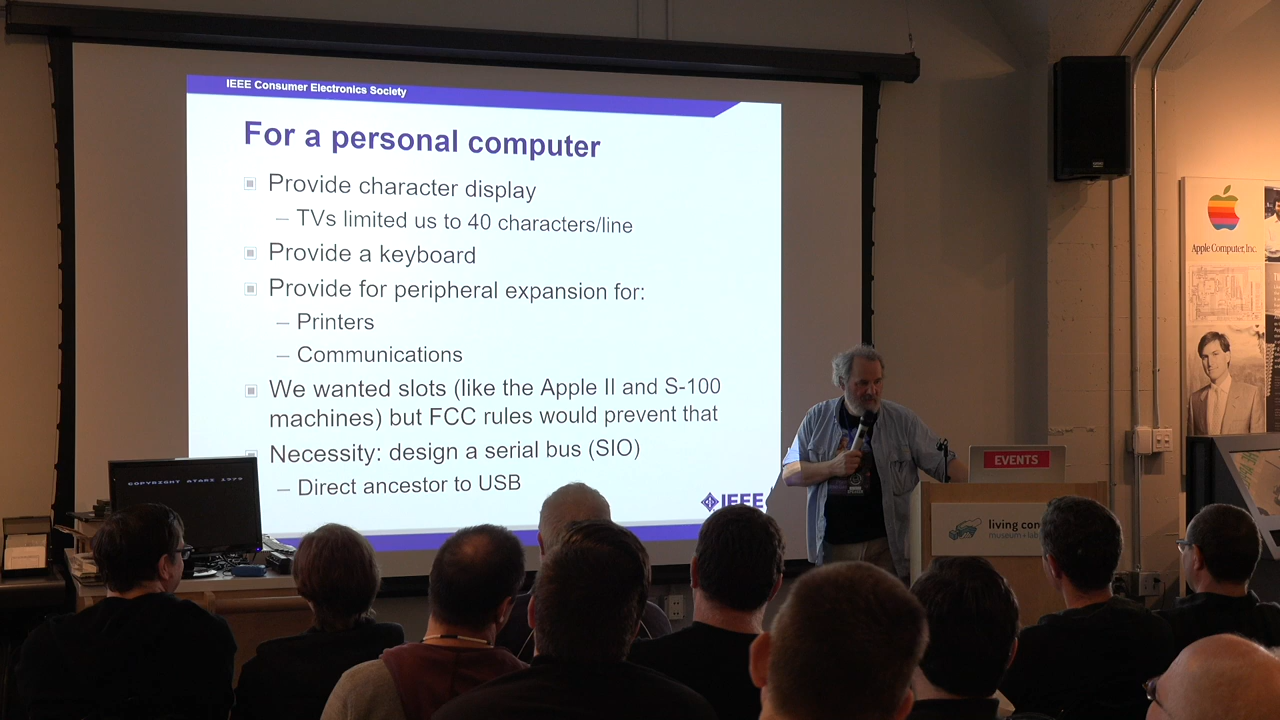 IEEE Consumer Electronics Society
For a personal computer
Provide character display
– TVs limited us to 40 characters/line
Provide a keyboard
Provide for peripheral expansion for:
– Printers
– Communications
We wanted slots (like the Apple II and S-100
machines) but FCC rules would prevent that
Necessity: design a serial bus (SIO)
– Direct ancestor to USB
IEEE
COPYRIGHT ATARI 1979
EVENTS
living con
museum+lab
Apple Computer, Inc.